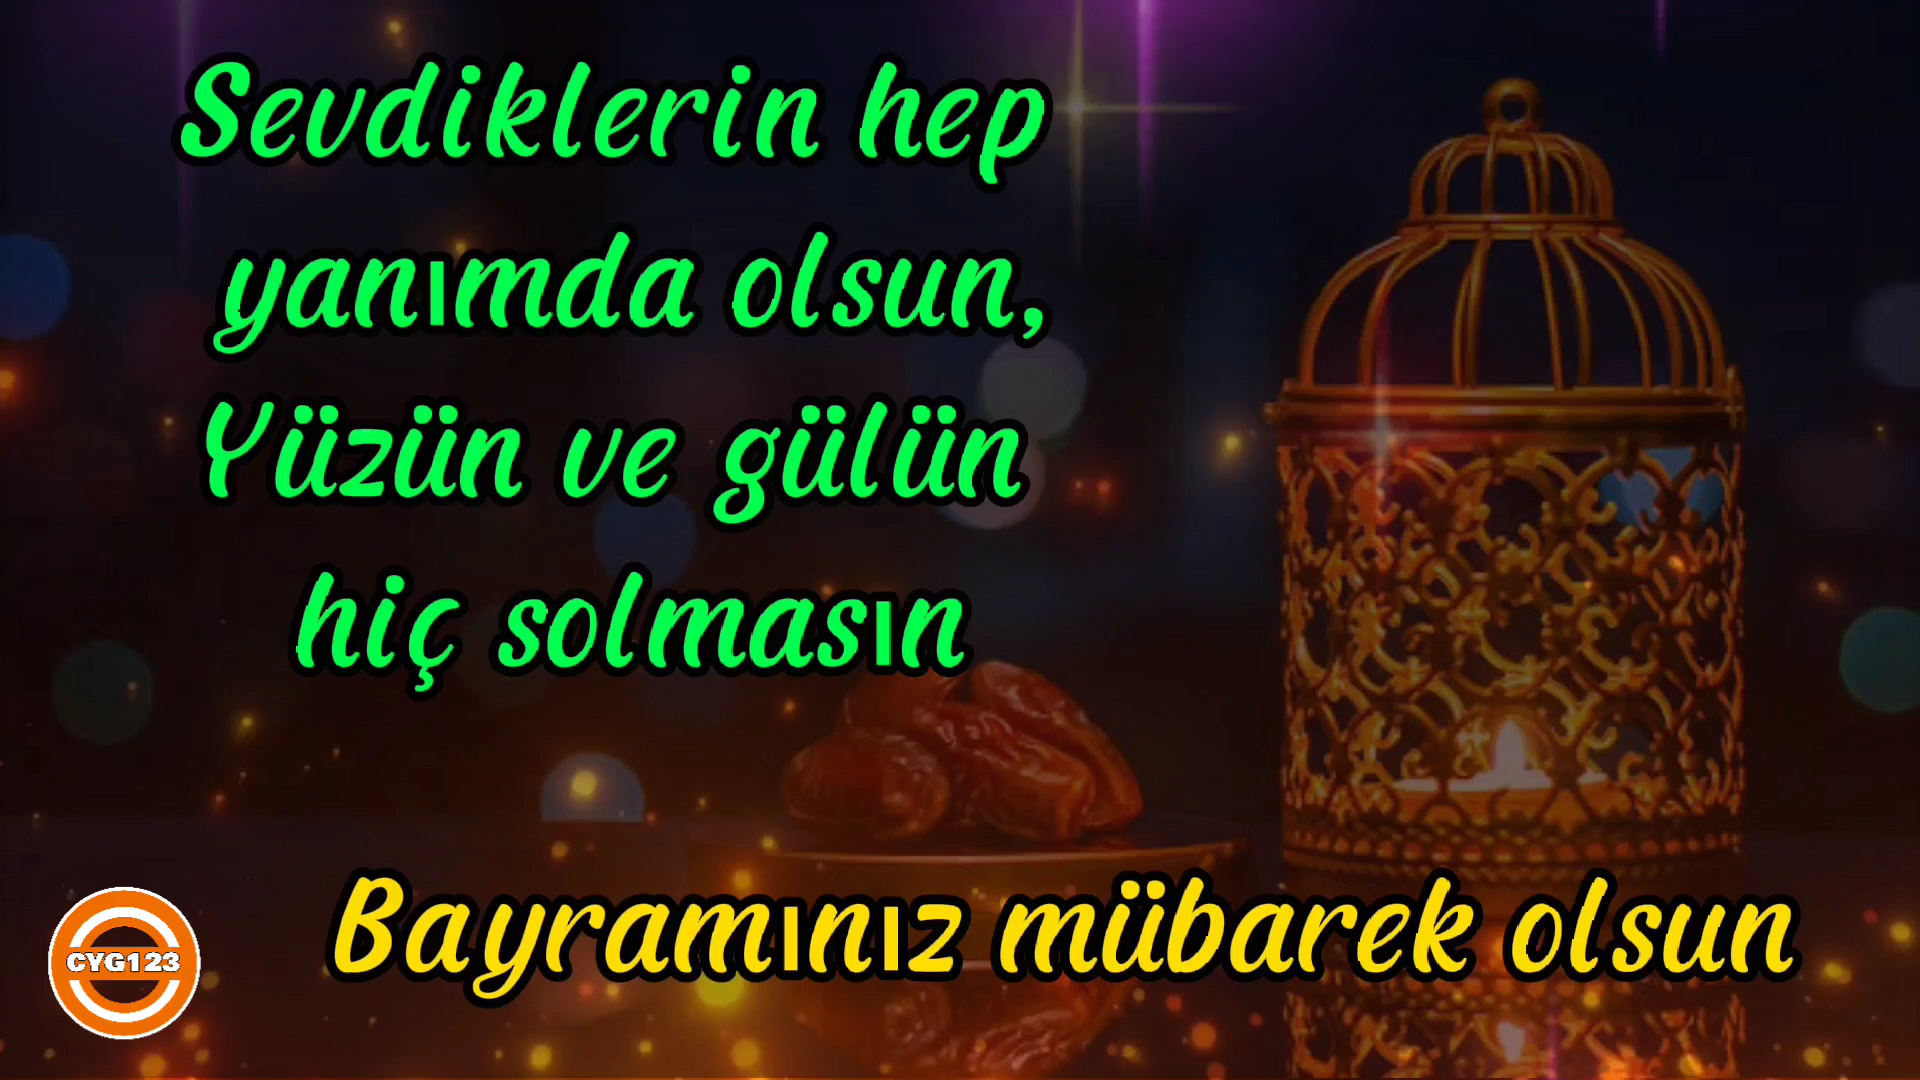 Sevdiklerin hep
yanımda olsun,
Yüzün ve gülün
hiç solmasın
Bayramınız mübarek olsun
CYG123